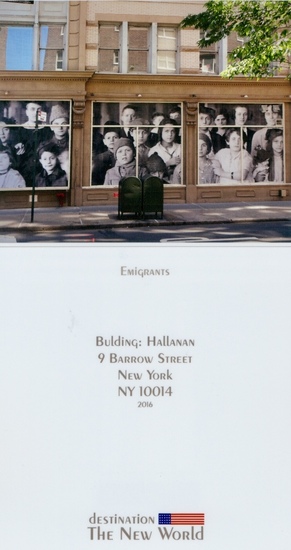 Emigrants
Bulding: Hallanan
9 Barrow Street
New York
NY 10014
2016
destination
The New World